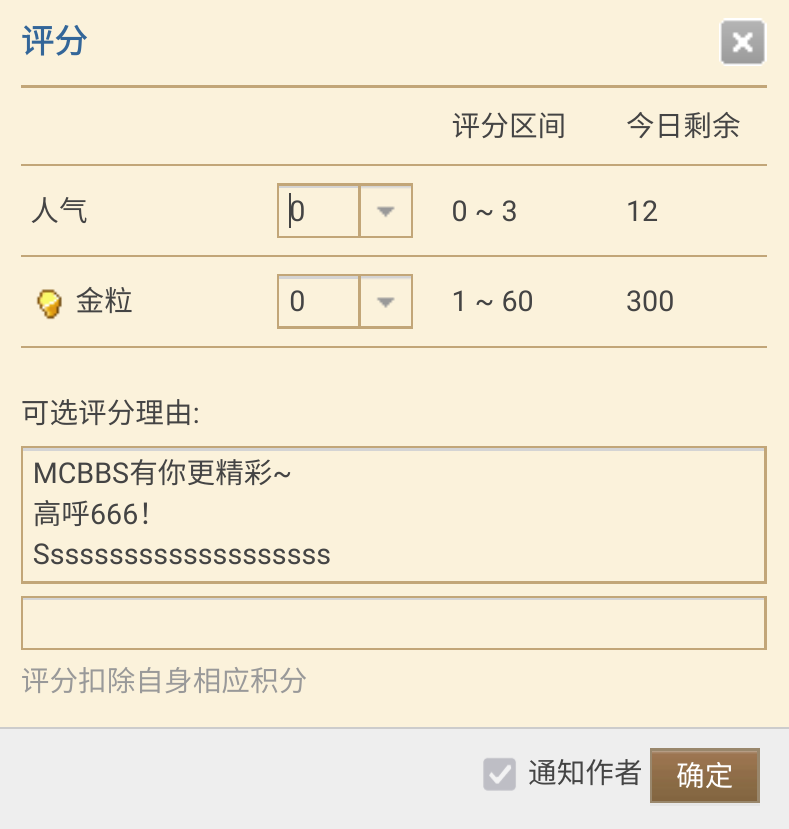 评分
评分区间 今日剩余
人气 0 0 ~ 3 12
金粒 0 1 ~ 60 300
可选评分理由:
MCBBS有你更精彩~
高呼666！
Ssssssssssssssssssss
评分扣除自身相应积分
通知作者 确定